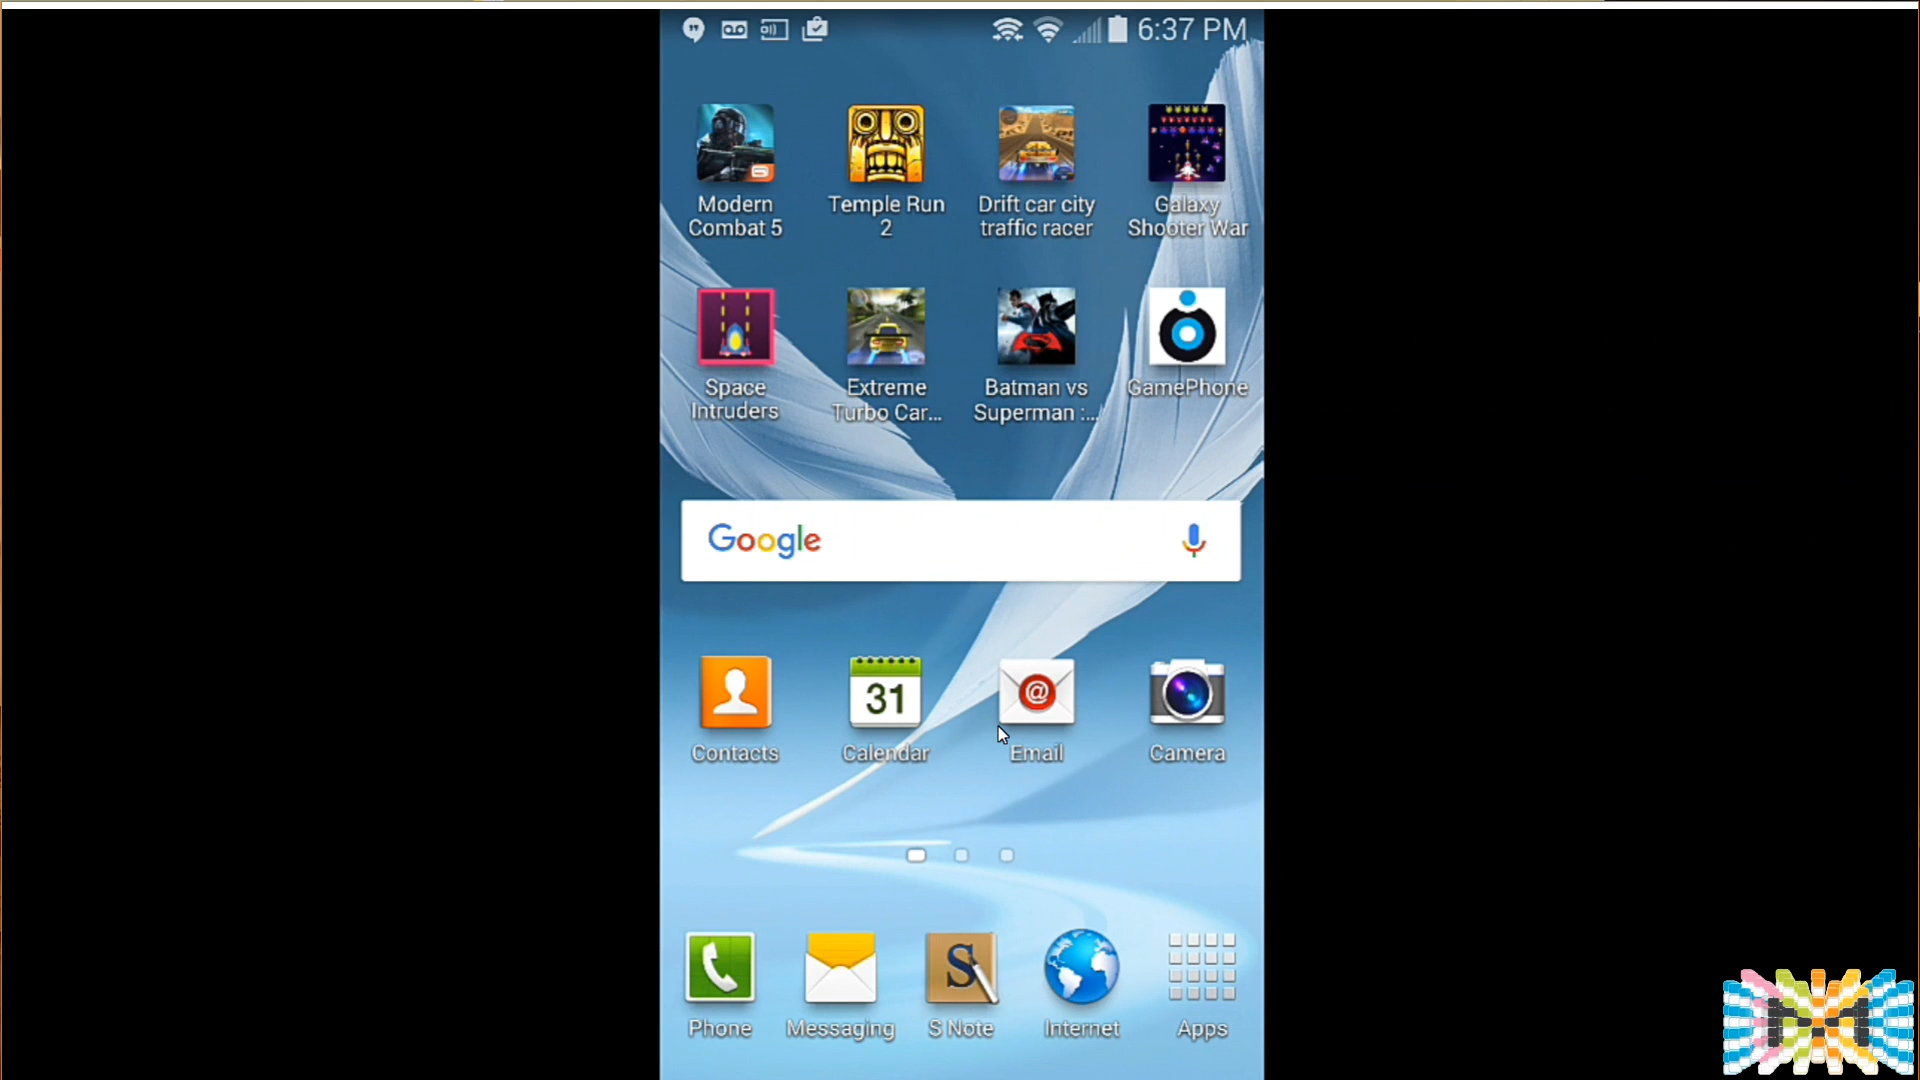 6:37 PM
Modern
Combat 5
Temple Run
2
Drift car city
traffic racer
Galaxy
Shooter War
Space
Intruders
Extreme
Turbo Car...
Batman vs
Superman :...
GamePhone
Google
Contacts
31
Calendar
@
Email
Camera
Phone
Messaging
S
S Note
Internet
Apps